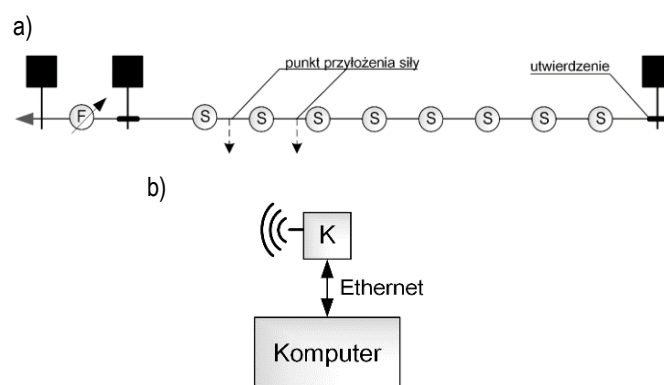 a)
punkt przyłożenia siły
utwierdzenie
F S S S S S S S S
b)
K
Ethernet
Komputer